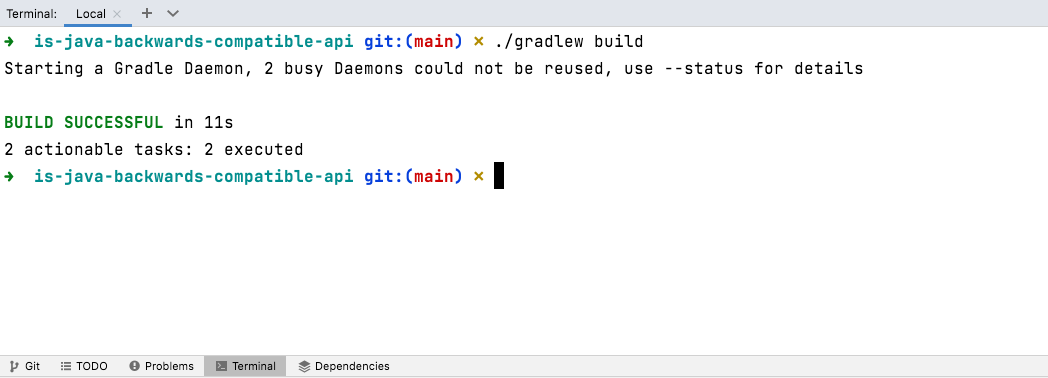 Terminal: Local × + ⌄
➜ is-java-backwards-compatible-api git:(main) ✗ ./gradlew build
Starting a Gradle Daemon, 2 busy Daemons could not be reused, use --status for details
BUILD SUCCESSFUL in 11s
2 actionable tasks: 2 executed
➜ is-java-backwards-compatible-api git:(main) ✗
Git TODO Problems Terminal Dependencies